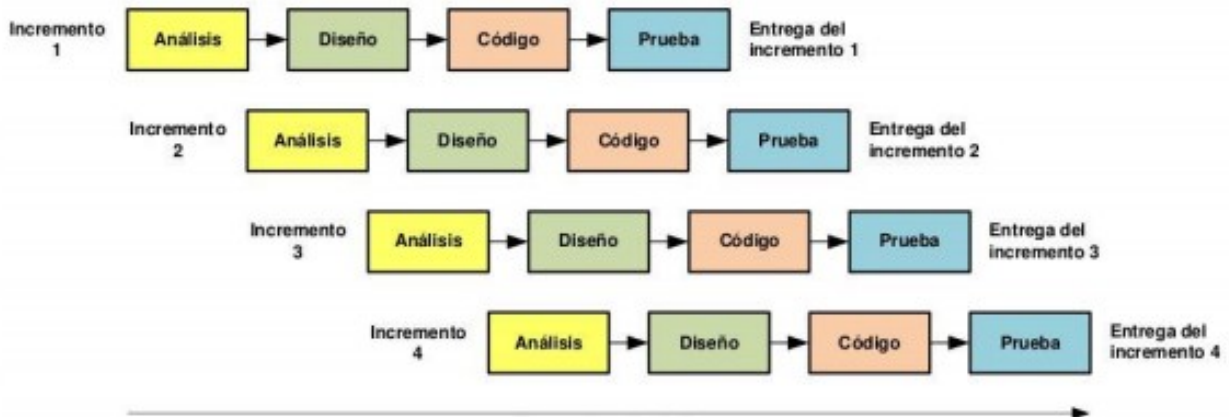 Incremento
1
Análisis
Diseño
Código
Prueba
Entrega del
incremento 1
Incremento
2
Análisis
Diseño
Código
Prueba
Entrega del
incremento 2
Incremento
3
Análisis
Diseño
Código
Prueba
Entrega del
incremento 3
Incremento
4
Análisis
Diseño
Código
Prueba
Entrega del
incremento 4